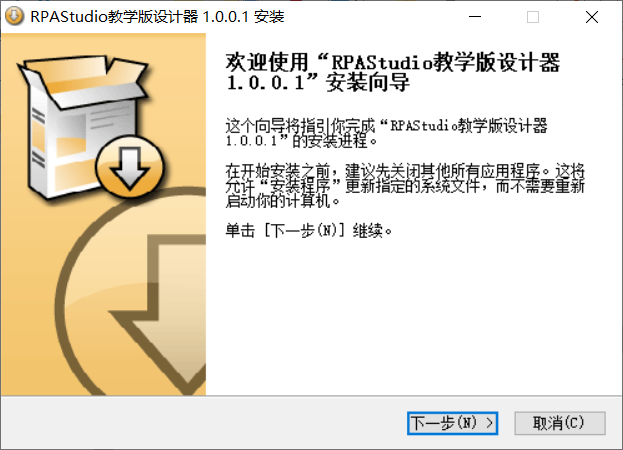 RPAStudio教学版设计器 1.0.0.1 安装
欢迎使用“RPAStudio教学版设计器
1.0.0.1”安装向导
这个向导将指引你完成“RPAStudio教学版设计器
1.0.0.1”的安装进程。
在开始安装之前，建议先关闭其他所有应用程序。这将
允许“安装程序”更新指定的系统文件，而不需要重新
启动你的计算机。
单击 [下一步(N)] 继续。
下一步(N) >
取消(C)